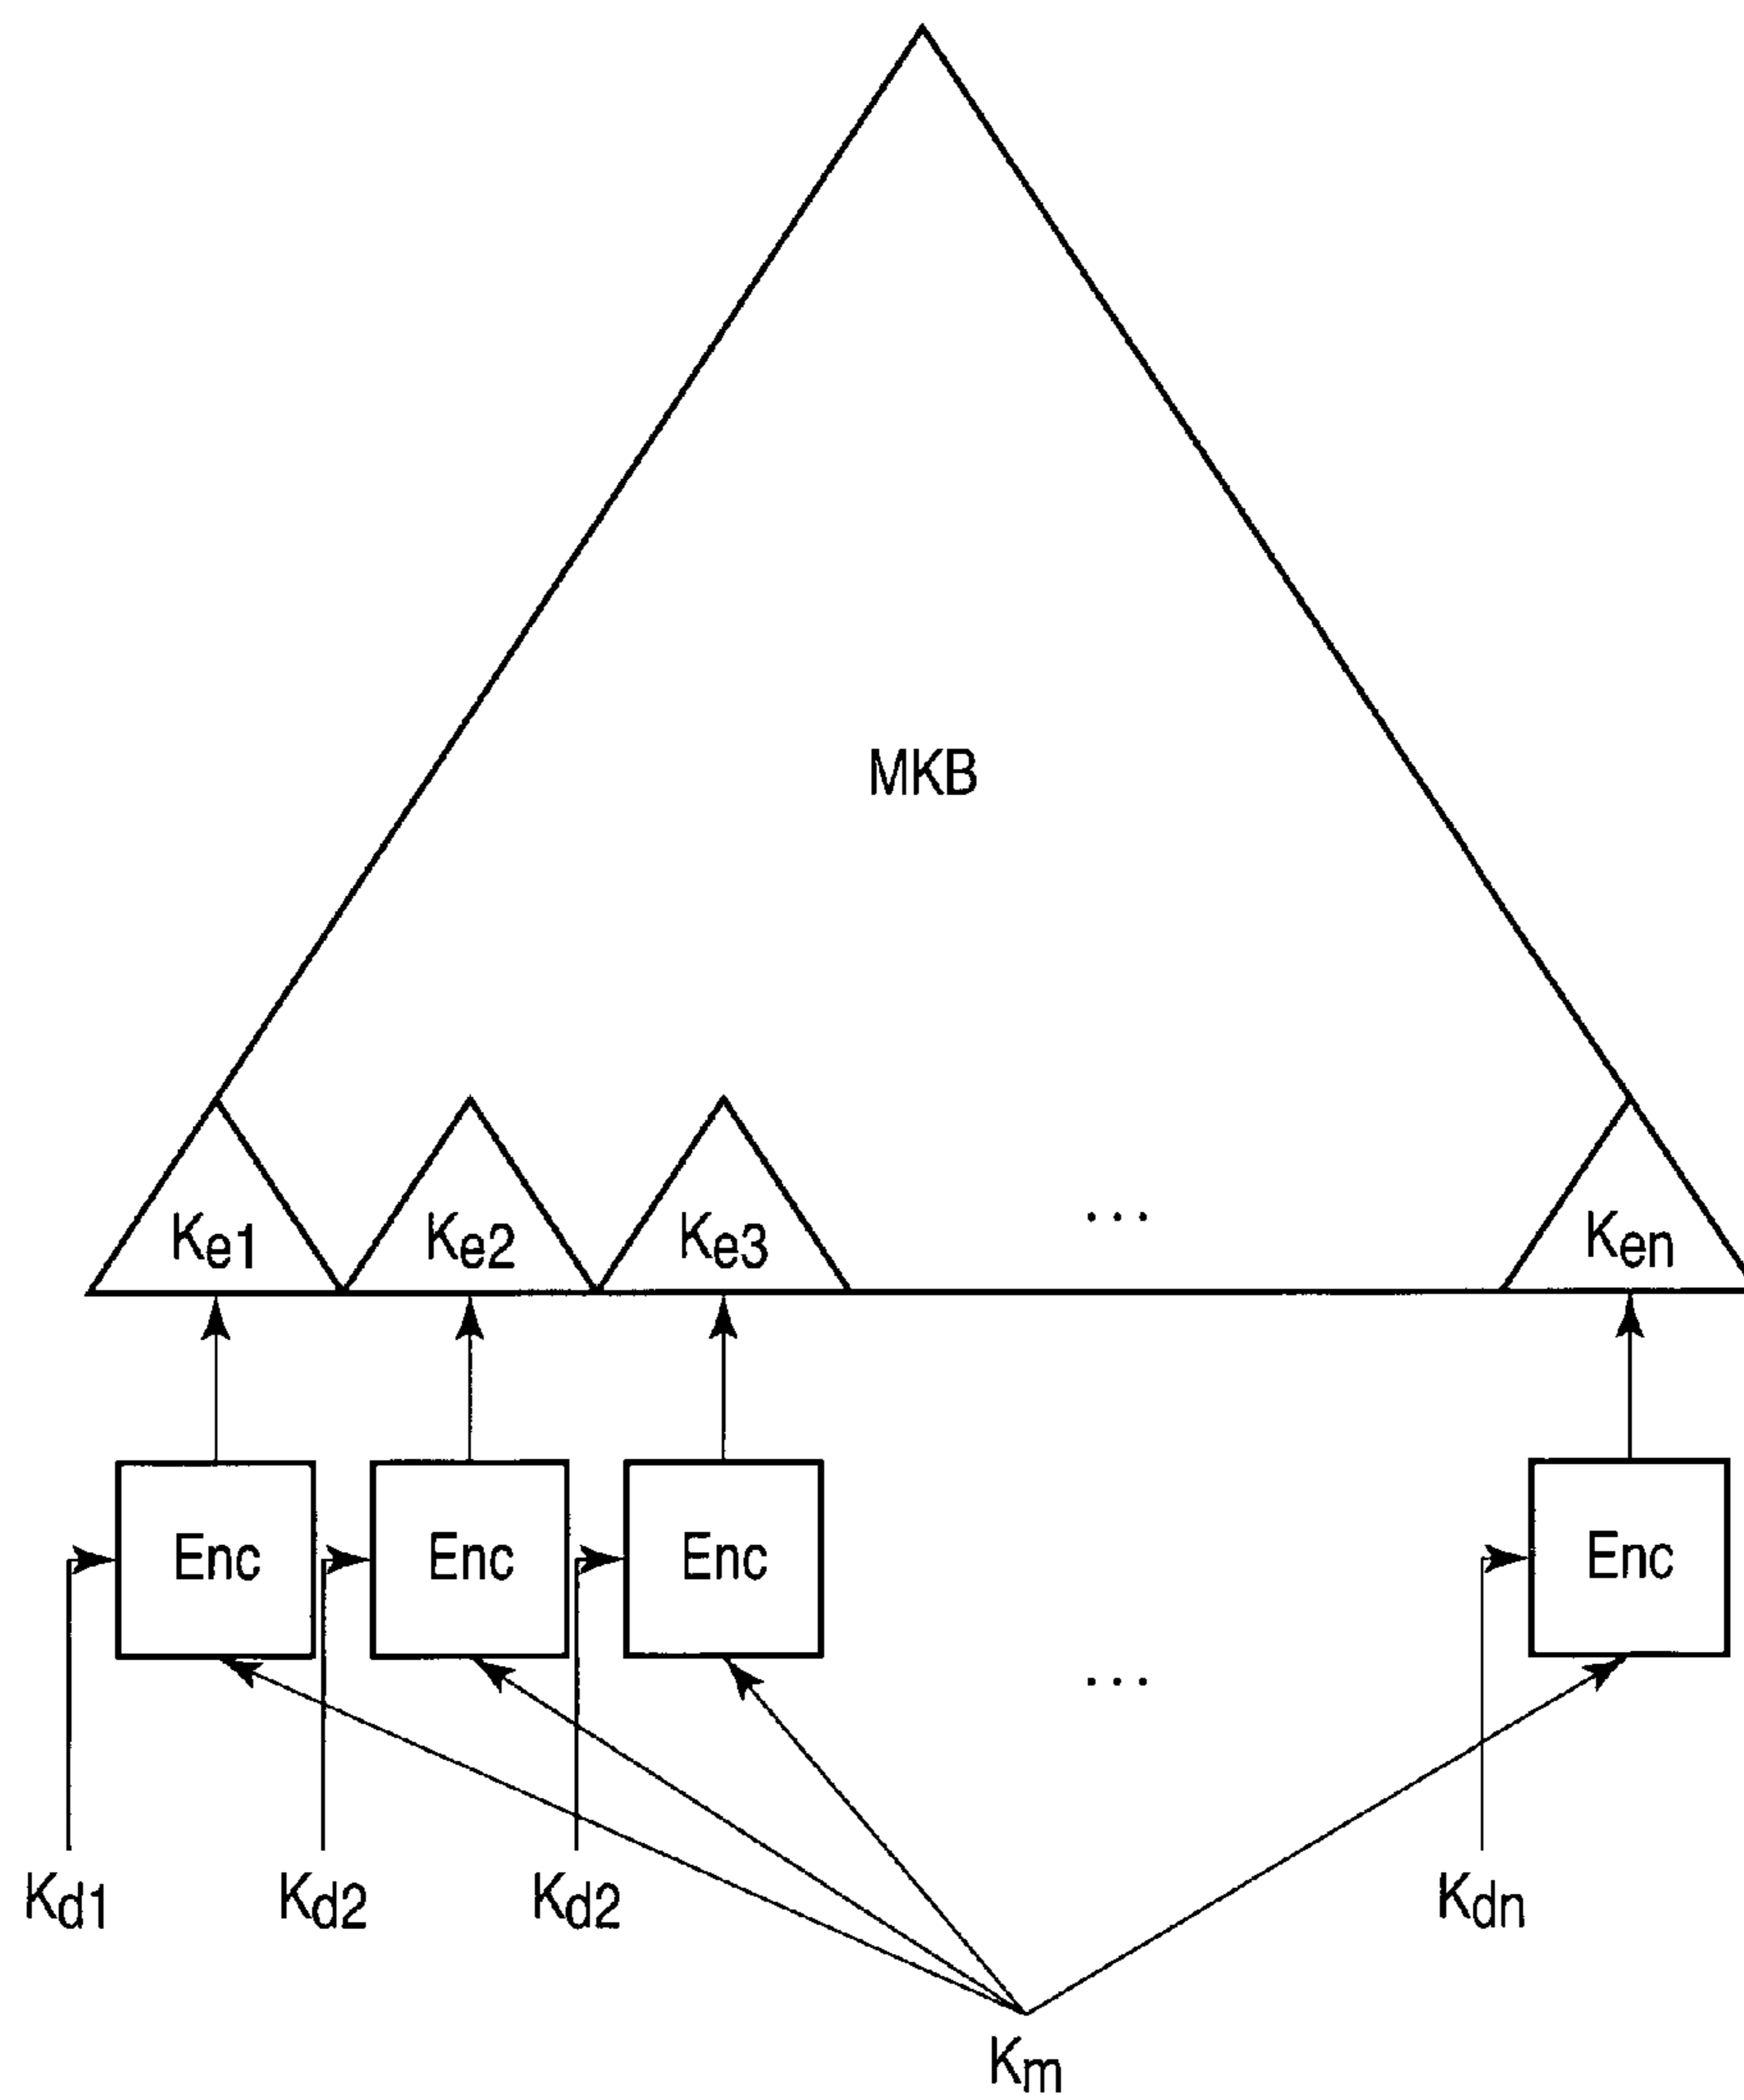 MKB
Ke1 Ke2 Ke3 ... Ken
Enc Enc Enc Enc
...
Kd1 Kd2 Kd2 Kdn
Km